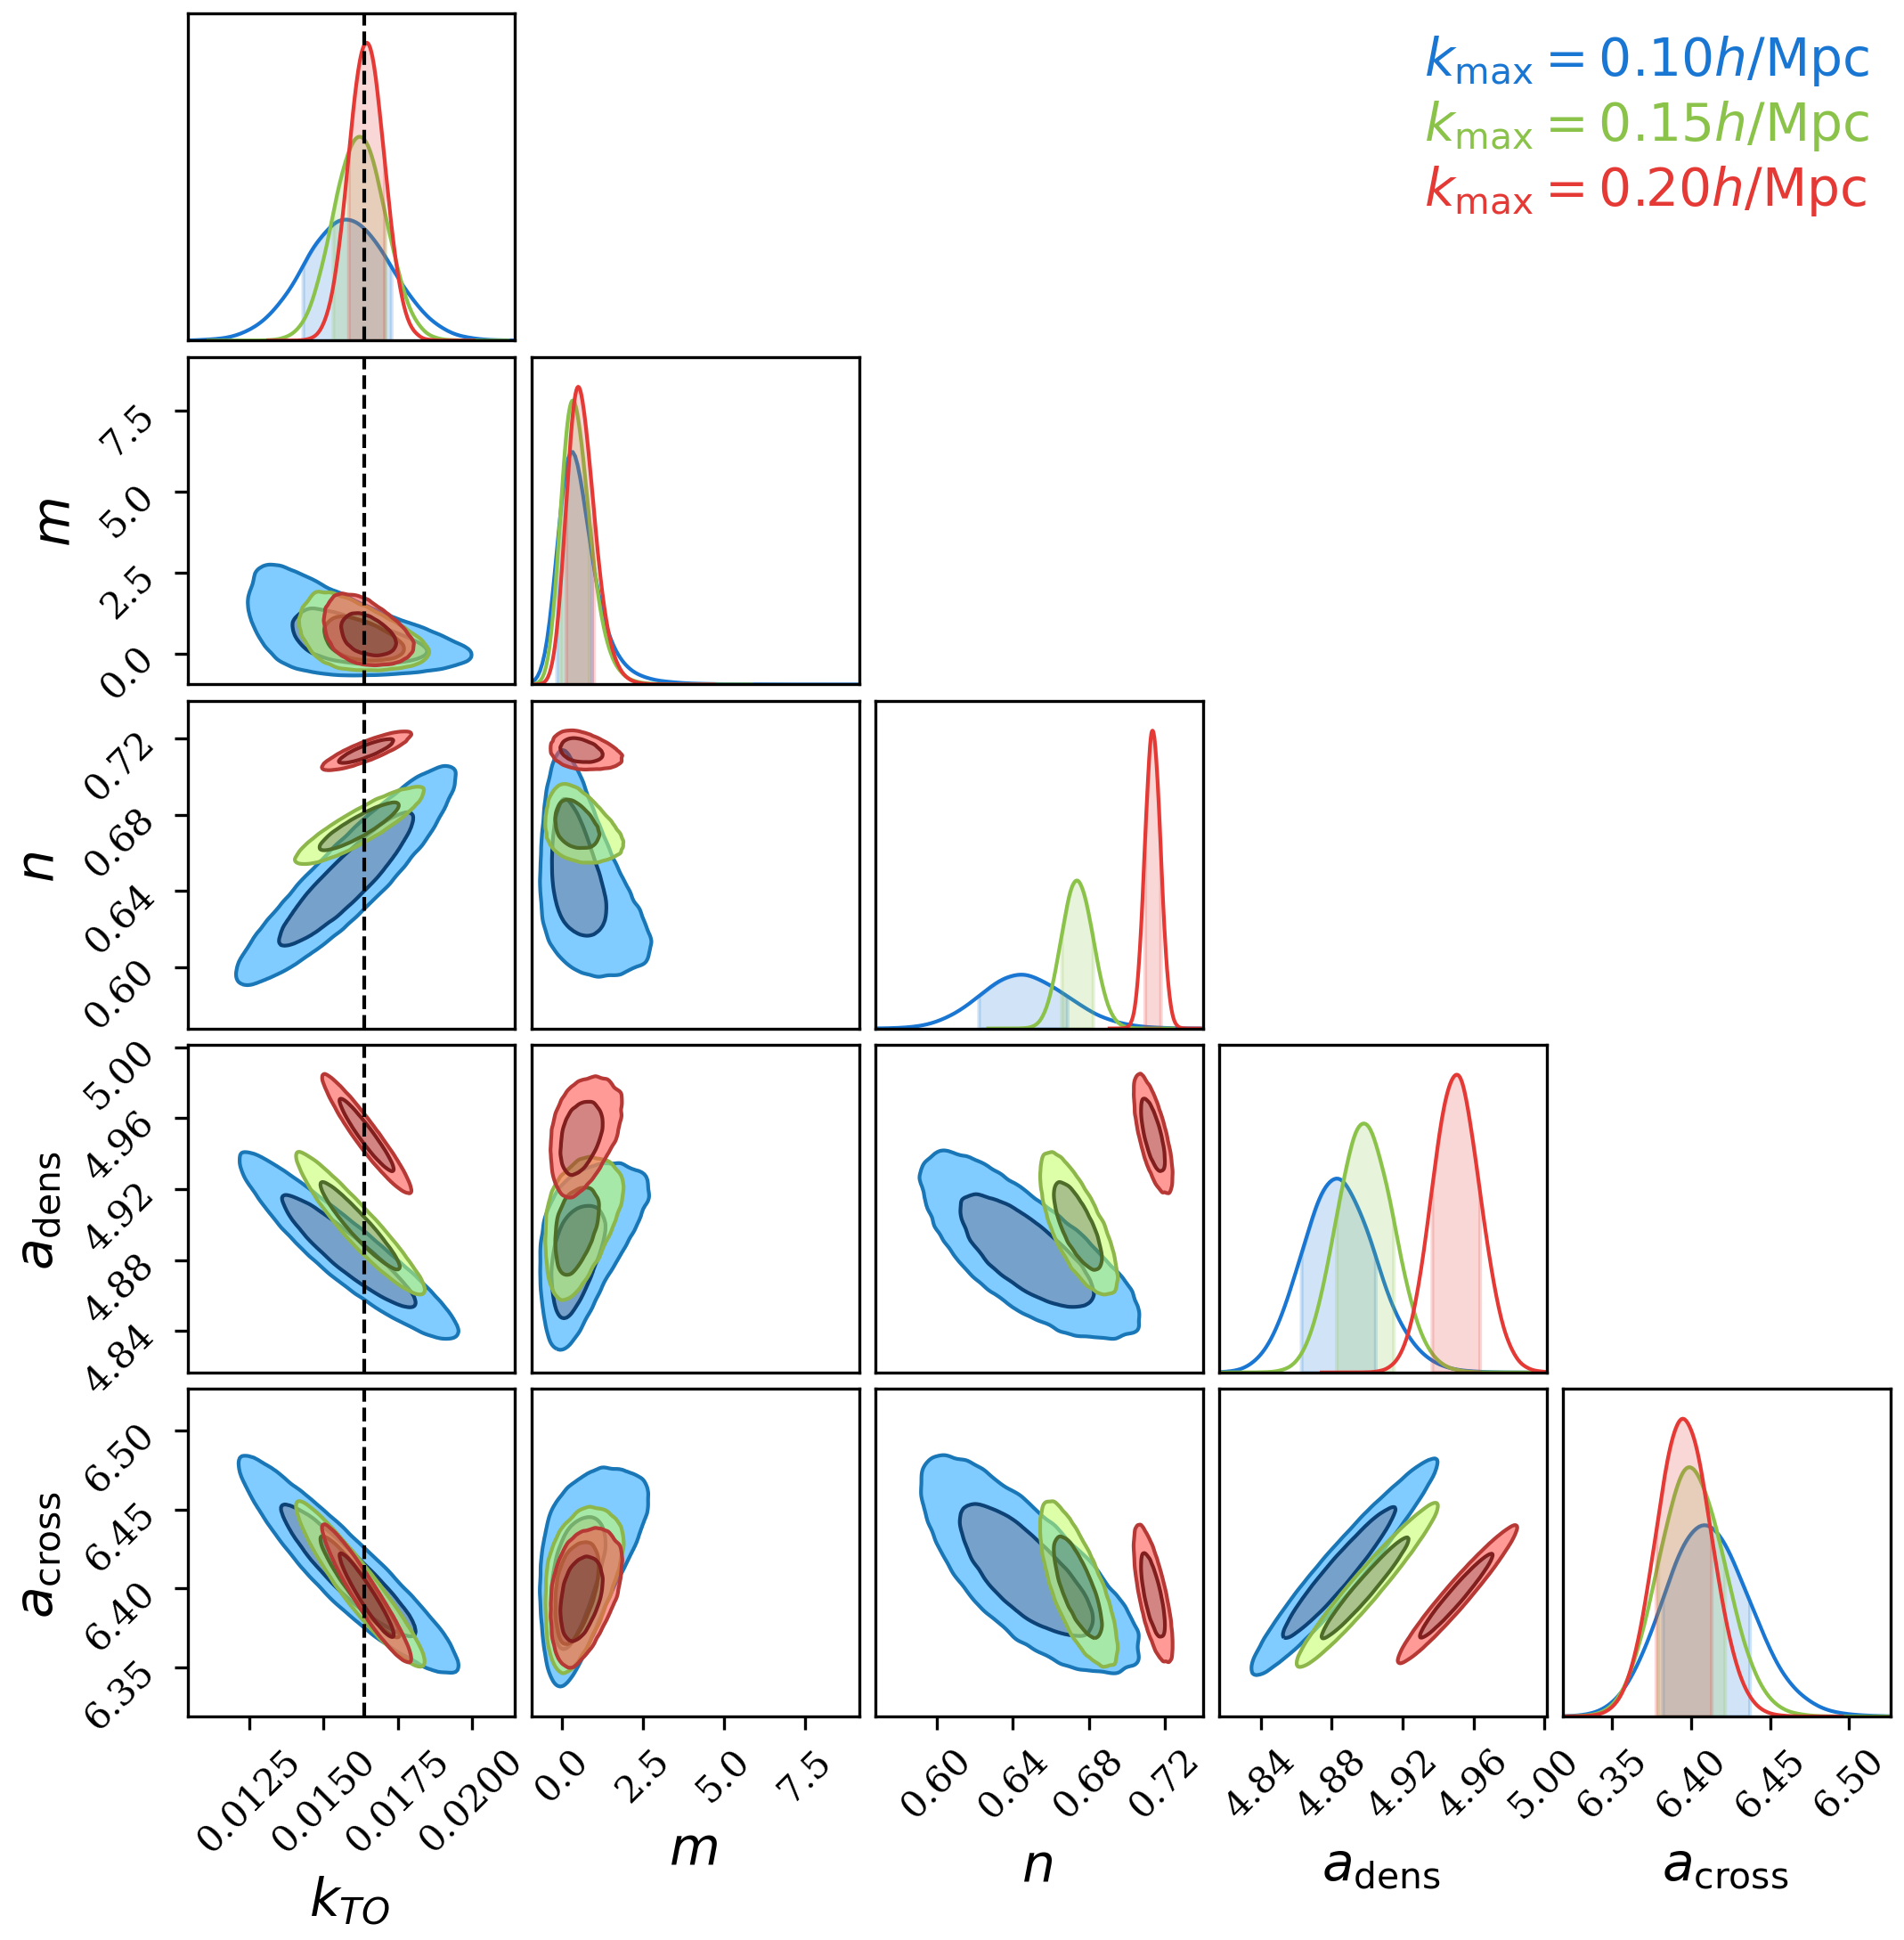 k_max = 0.10h/Mpc
k_max = 0.15h/Mpc
k_max = 0.20h/Mpc
m
7.5
5.0
2.5
0.0
n
0.72
0.68
0.64
0.60
a_dens
5.00
4.96
4.92
4.88
4.84
a_cross
6.50
6.45
6.40
6.35
0.0125 0.0150 0.0175 0.0200
0.0 2.5 5.0 7.5
0.60 0.64 0.68 0.72
4.84 4.88 4.92 4.96 5.00
6.35 6.40 6.45 6.50
k_TO m n a_dens a_cross